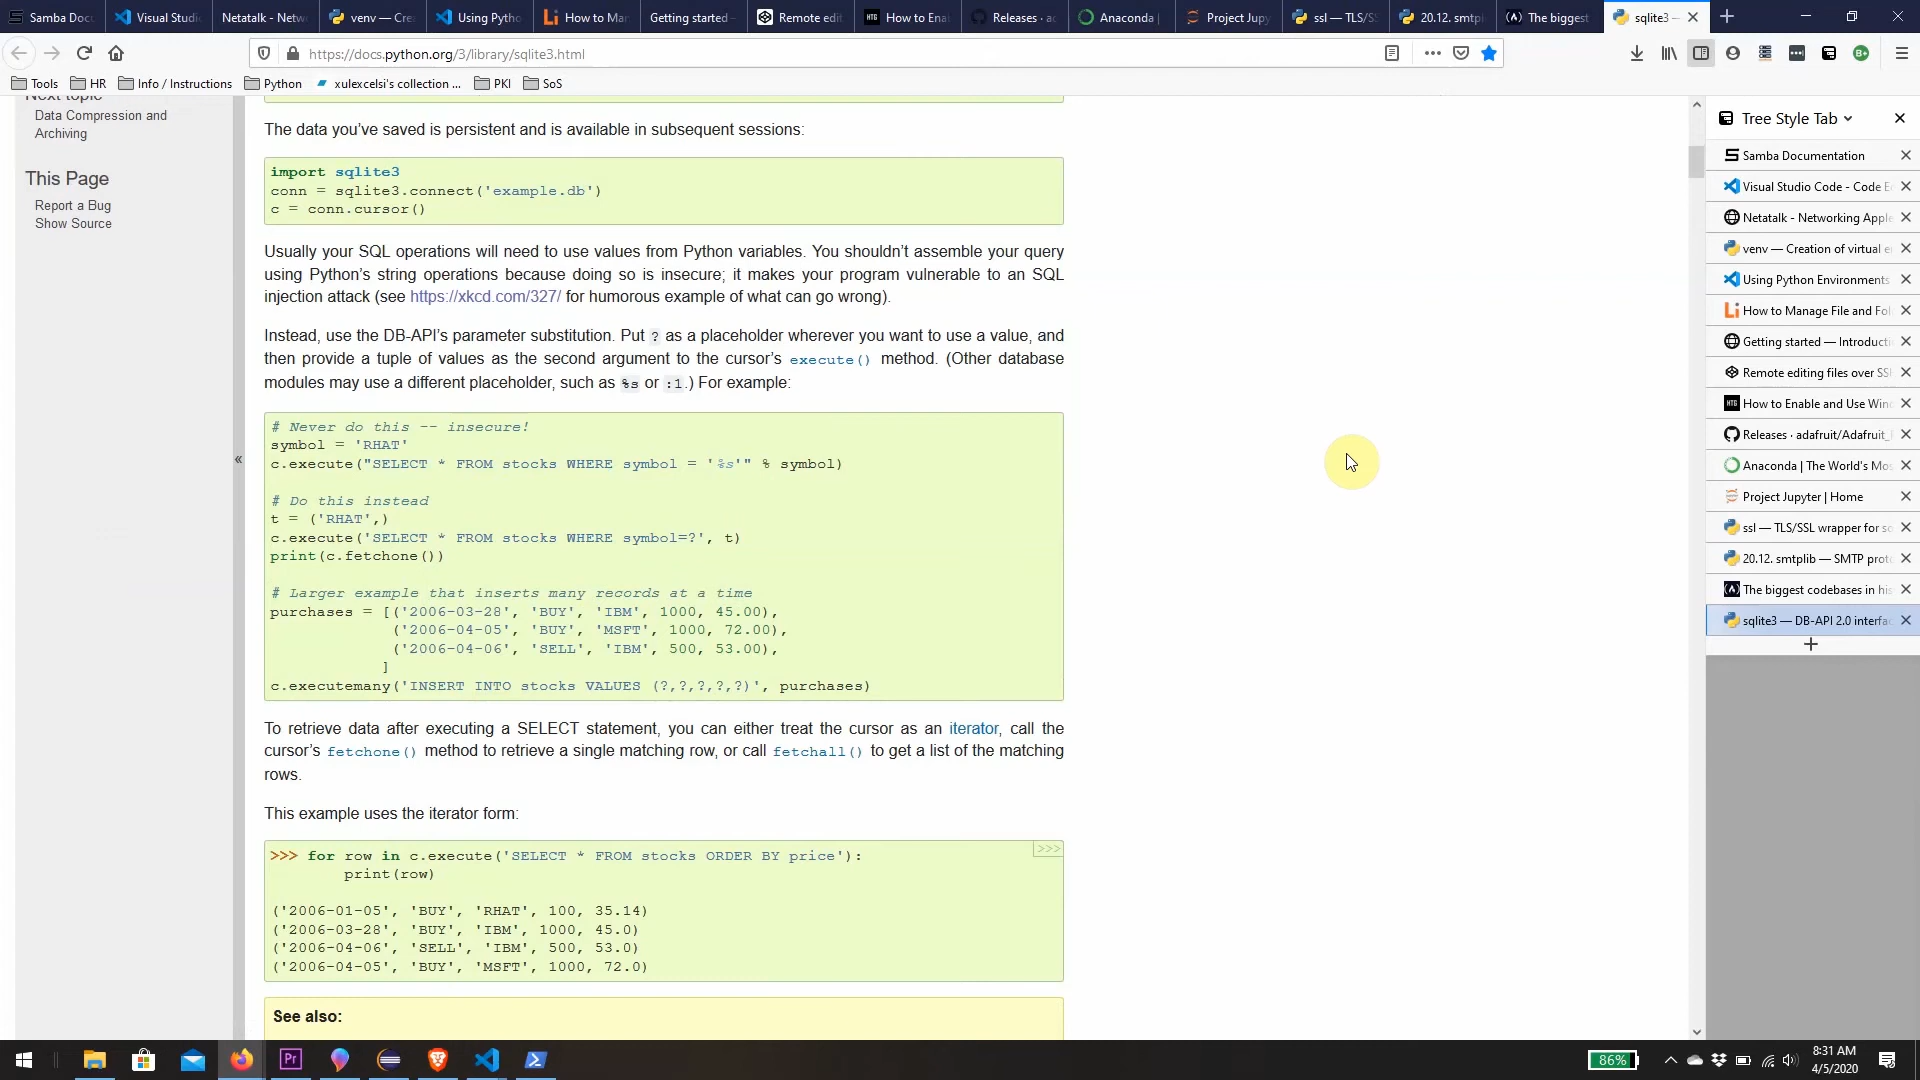 Samba Doc
Visual Studi
Netatalk - Netw
venv — Cre
Using Pytho
How to Ma
Getting started
Remote edit
How to Ena
Releases · a
Anaconda |
Project Jupy
ssl — TLS/S
20.12. smtpl
The biggest
sqlite3 —
https://docs.python.org/3/library/sqlite3.html
Tools
HR
Info / Instructions
Python
xulexcelsi's collection ...
PKI
SoS
Next topic
Data Compression and
Archiving
This Page
Report a Bug
Show Source
«
The data you’ve saved is persistent and is available in subsequent sessions:
import sqlite3
conn = sqlite3.connect('example.db')
c = conn.cursor()
Usually your SQL operations will need to use values from Python variables. You shouldn’t assemble your query
using Python’s string operations because doing so is insecure; it makes your program vulnerable to an SQL
injection attack (see https://xkcd.com/327/ for humorous example of what can go wrong).
Instead, use the DB-API’s parameter substitution. Put ? as a placeholder wherever you want to use a value, and
then provide a tuple of values as the second argument to the cursor’s execute() method. (Other database
modules may use a different placeholder, such as %s or :1.) For example:
# Never do this -- insecure!
symbol = 'RHAT'
c.execute("SELECT * FROM stocks WHERE symbol = '%s'" % symbol)
# Do this instead
t = ('RHAT',)
c.execute('SELECT * FROM stocks WHERE symbol=?', t)
print(c.fetchone())
# Larger example that inserts many records at a time
purchases = [('2006-03-28', 'BUY', 'IBM', 1000, 45.00),
('2006-04-05', 'BUY', 'MSFT', 1000, 72.00),
('2006-04-06', 'SELL', 'IBM', 500, 53.00),
]
c.executemany('INSERT INTO stocks VALUES (?,?,?,?,?)', purchases)
To retrieve data after executing a SELECT statement, you can either treat the cursor as an iterator, call the
cursor’s fetchone() method to retrieve a single matching row, or call fetchall() to get a list of the matching
rows.
This example uses the iterator form:
>>>
>>> for row in c.execute('SELECT * FROM stocks ORDER BY price'):
print(row)
('2006-01-05', 'BUY', 'RHAT', 100, 35.14)
('2006-03-28', 'BUY', 'IBM', 1000, 45.0)
('2006-04-06', 'SELL', 'IBM', 500, 53.0)
('2006-04-05', 'BUY', 'MSFT', 1000, 72.0)
See also:
Tree Style Tab
Samba Documentation
Visual Studio Code - Code E
Netatalk - Networking Apple
venv — Creation of virtual e
Using Python Environments
How to Manage File and Fol
Getting started — Introducti
Remote editing files over SS
How to Enable and Use Win
Releases · adafruit/Adafruit_
Anaconda | The World's Mo
Project Jupyter | Home
ssl — TLS/SSL wrapper for so
20.12. smtplib — SMTP proto
The biggest codebases in his
sqlite3 — DB-API 2.0 interfac
Pr
86%
8:31 AM
4/5/2020